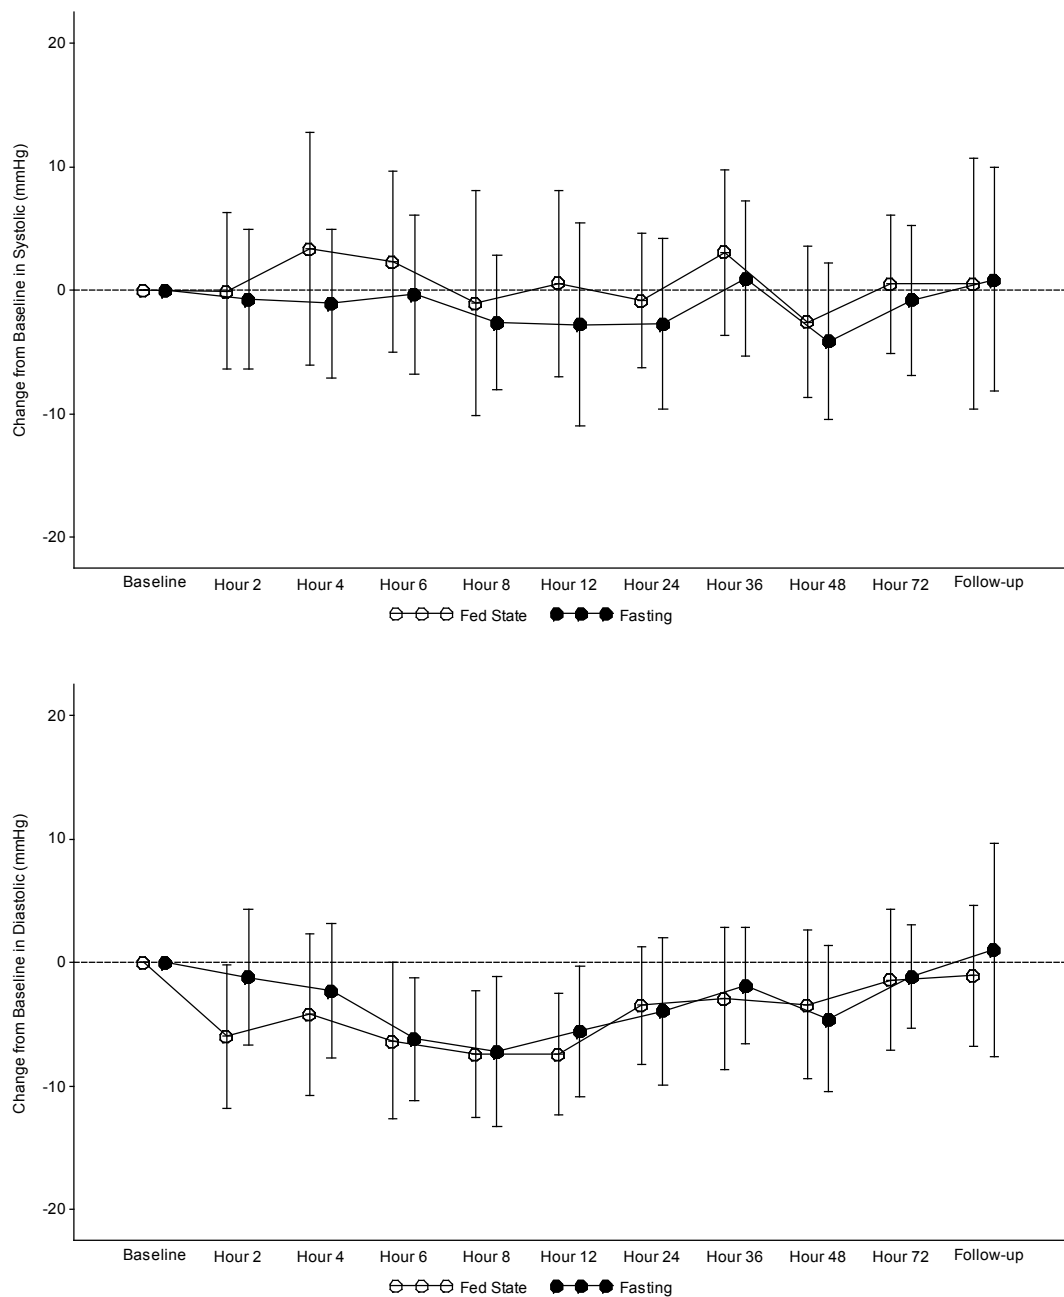 Change from Baseline in Systolic (mmHg)
20
10
0
-10
-20
Baseline Hour 2 Hour 4 Hour 6 Hour 8 Hour 12 Hour 24 Hour 36 Hour 48 Hour 72 Follow-up
Fed State Fasting
Change from Baseline in Diastolic (mmHg)
20
10
0
-10
-20
Baseline Hour 2 Hour 4 Hour 6 Hour 8 Hour 12 Hour 24 Hour 36 Hour 48 Hour 72 Follow-up
Fed State Fasting